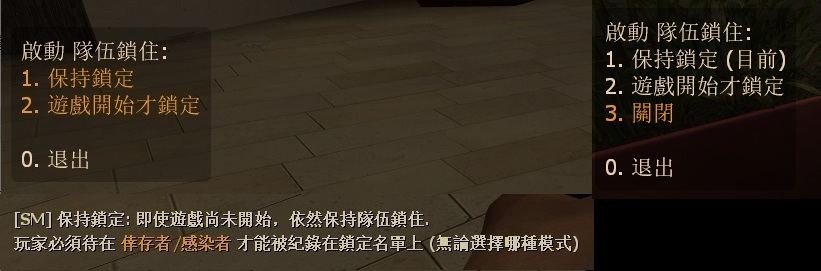 啟動 隊伍鎖住:
1. 保持鎖定
2. 遊戲開始才鎖定
0. 退出
啟動 隊伍鎖住:
1. 保持鎖定 (目前)
2. 遊戲開始才鎖定
3. 關閉
0. 退出
[SM] 保持鎖定: 即使遊戲尚未開始，依然保持隊伍鎖住.
玩家必須待在 倖存者/感染者 才能被紀錄在鎖定名單上 (無論選擇哪種模式)